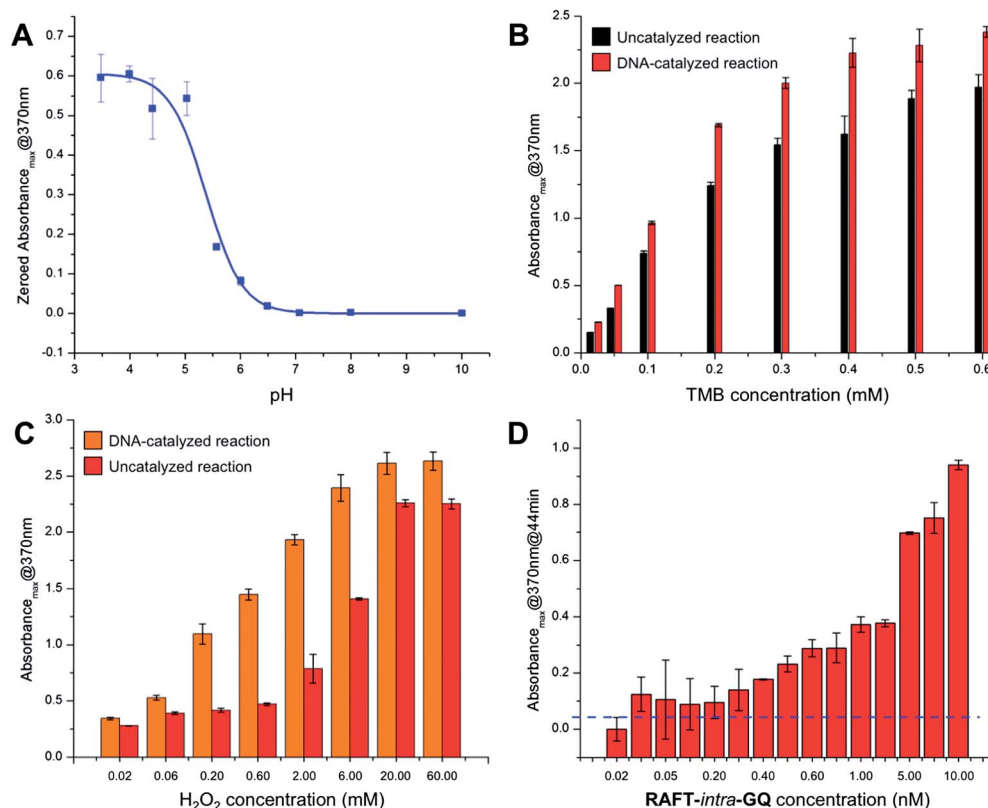 A
Zeroed Absorbance max@370nm
0.7
0.6
0.5
0.4
0.3
0.2
0.1
0.0
-0.1
3 4 5 6 7 8 9 10
pH
B
Uncatalyzed reaction
DNA-catalyzed reaction
Absorbance max@370nm
2.5
2.0
1.5
1.0
0.5
0.0
0.0 0.1 0.2 0.3 0.4 0.5 0.6
TMB concentration (mM)
C
DNA-catalyzed reaction
Uncatalyzed reaction
Absorbance max@370nm
3.0
2.5
2.0
1.5
1.0
0.5
0.0
0.02 0.06 0.20 0.60 2.00 6.00 20.00 60.00
H₂O₂ concentration (mM)
D
Absorbance max@370nm@44min
1.0
0.8
0.6
0.4
0.2
0.0
0.02 0.05 0.20 0.40 0.60 1.00 5.00 10.00
RAFT-intra-GQ concentration (nM)